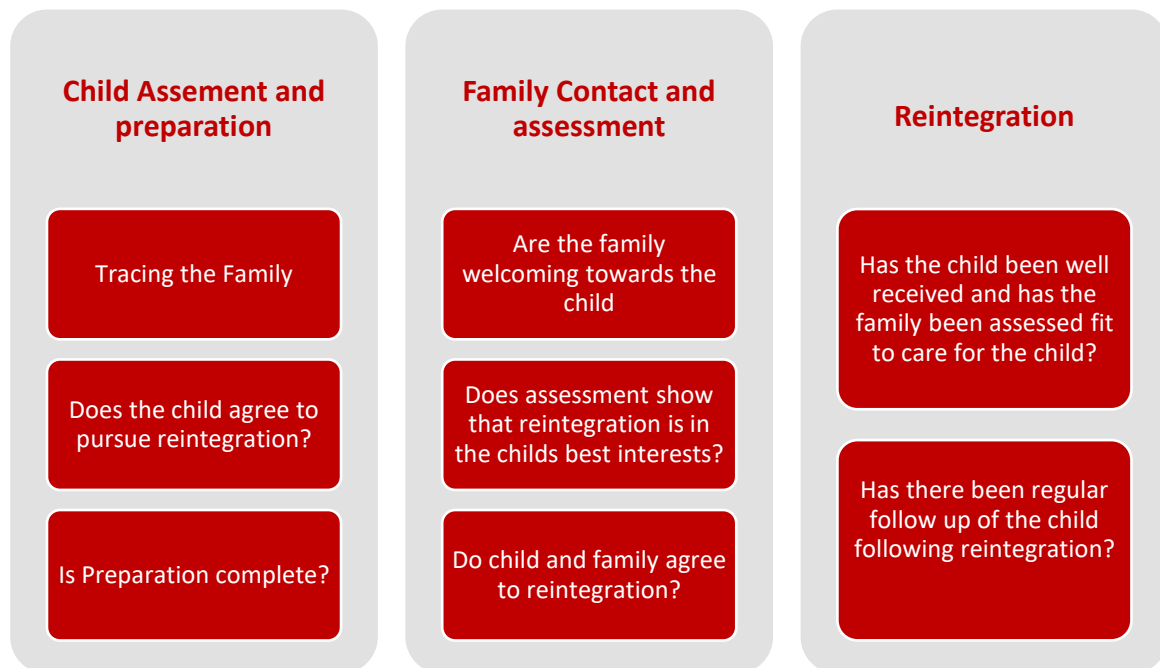 Child Assement and
preparation
Tracing the Family
Does the child agree to
pursue reintegration?
Is Preparation complete?
Family Contact and
assessment
Are the family
welcoming towards the
child
Does assessment show
that reintegration is in
the childs best interests?
Do child and family agree
to reintegration?
Reintegration
Has the child been well
received and has the
family been assessed fit
to care for the child?
Has there been regular
follow up of the child
following reintegration?